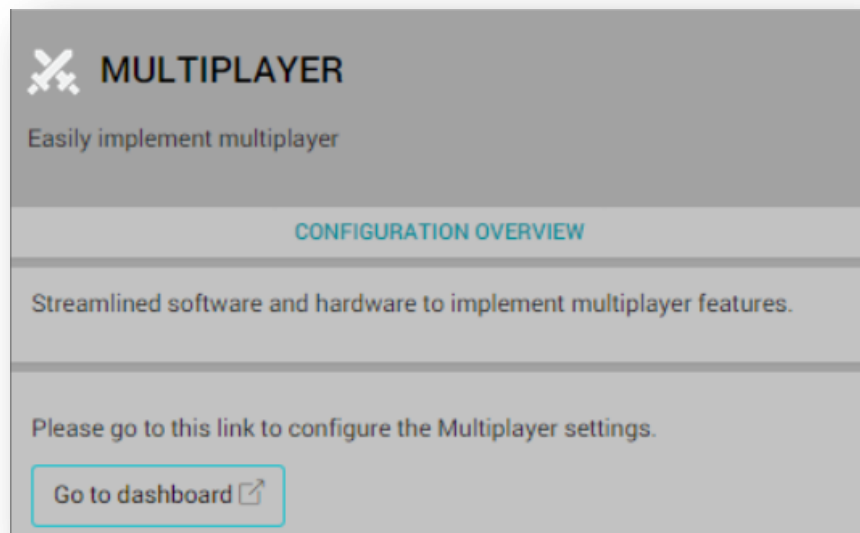 MULTIPLAYER
Easily implement multiplayer
CONFIGURATION OVERVIEW
Streamlined software and hardware to implement multiplayer features.
Please go to this link to configure the Multiplayer settings.
Go to dashboard